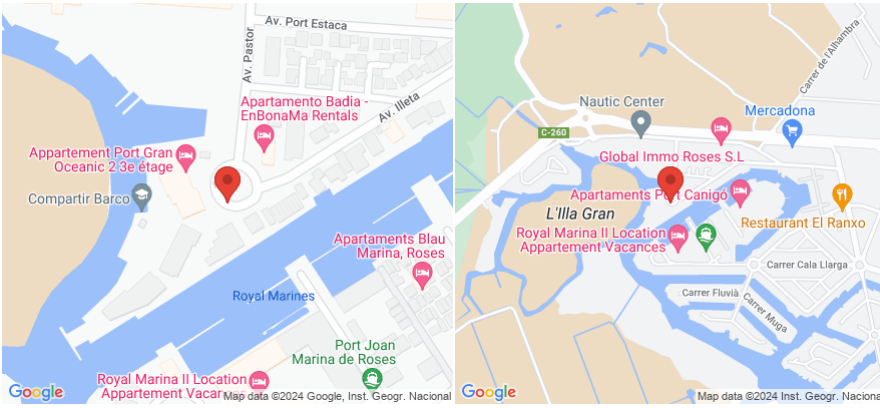 Av. Port Estaca
Av. Pastor
Apartamento Badia -
EnBonaMa Rentals
Av. Illeta
Appartement Port Gran
Oceanic 2 3e étage
Compartir Barco
Apartaments Blau
Marina, Roses
Royal Marines
Port Joan
Marina de Roses
Royal Marina II Location
Appartement Vacar
Google
Map data ©2024 Google, Inst. Geogr. Nacional
Carrer de l'Alhambra
Nautic Center
Mercadona
C-260
Global Immo Roses S.L
Apartaments Port Canigó
L'Illa Gran
Restaurant El Ranxo
Royal Marina II Location
Appartement Vacances
Carrer Cala Llarga
Carrer Fluvià
Carrer Muga
Google
Map data ©2024 Inst. Geogr. Naciona